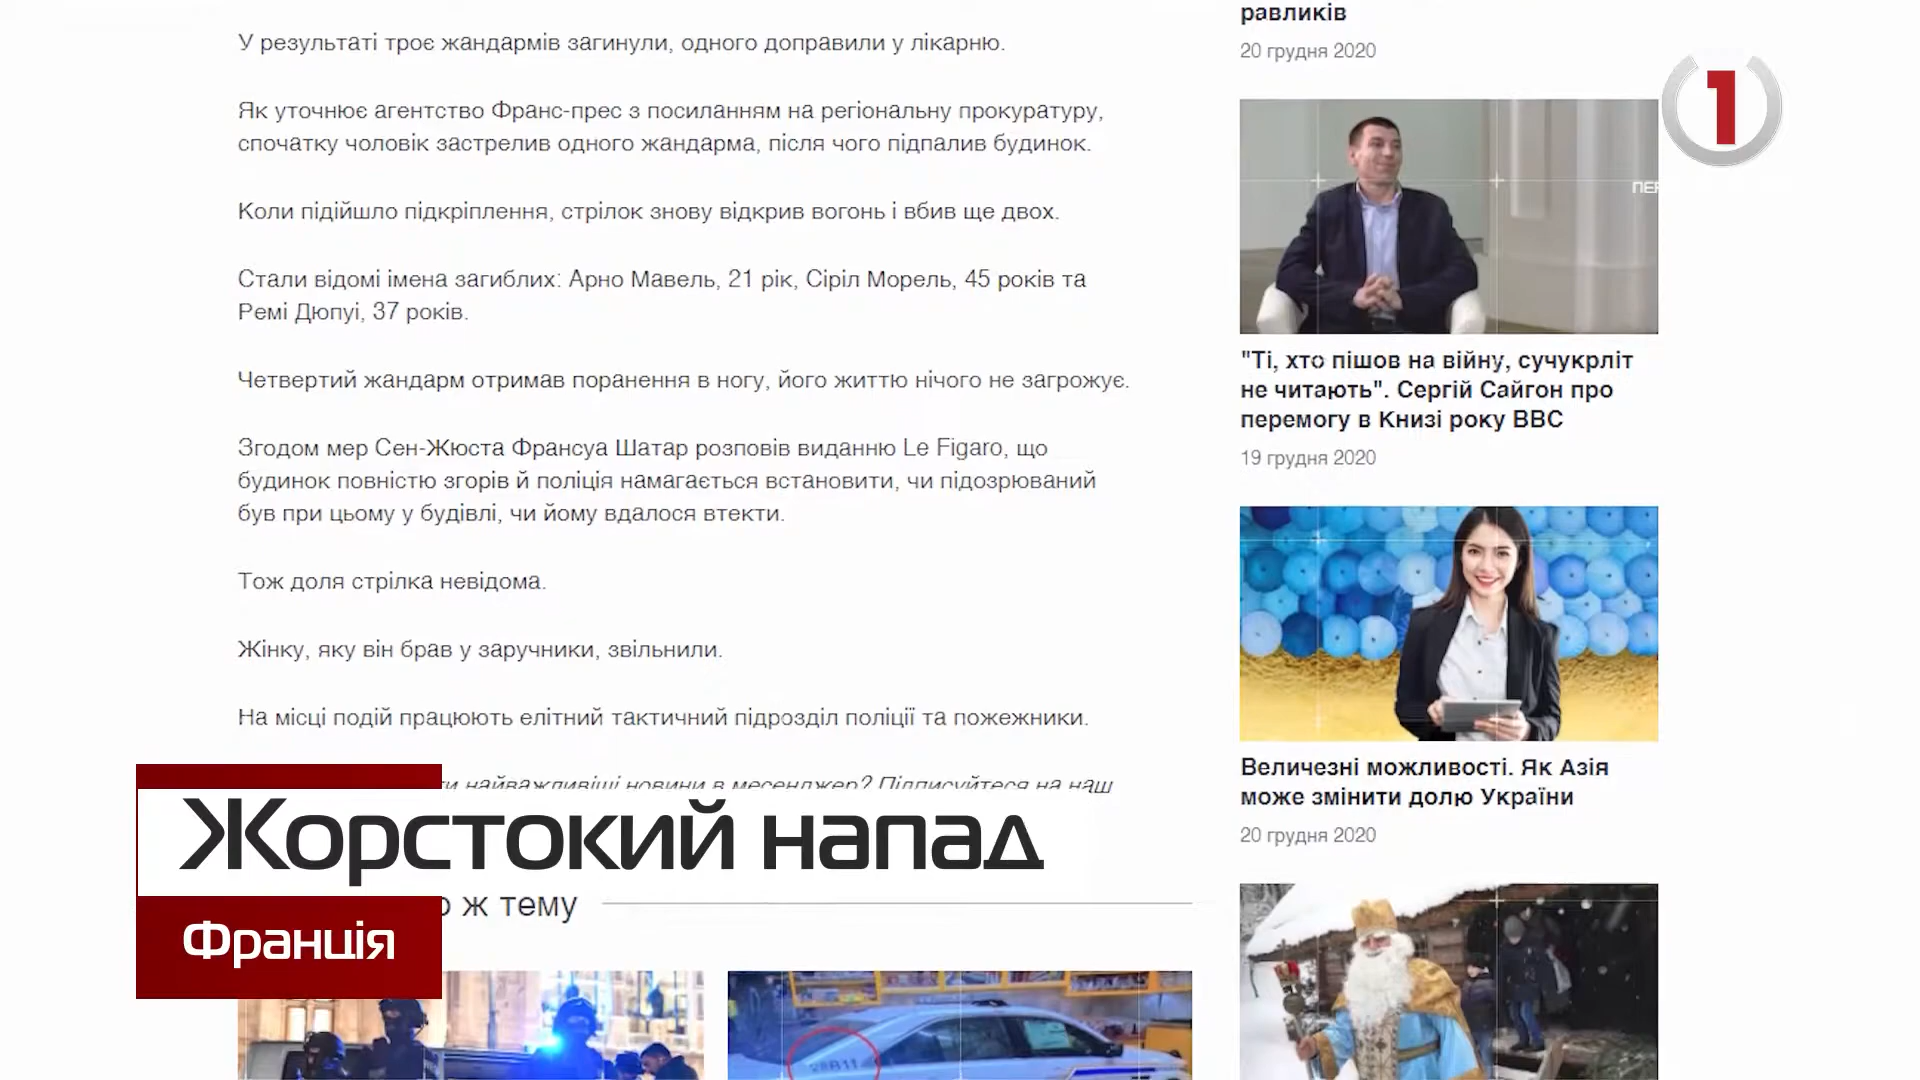 У результаті троє жандармів загинули, одного доправили у лікарню.
Як уточнює агентство Франс-прес з посиланням на регіональну прокуратуру,
спочатку чоловік застрелив одного жандарма, після чого підпалив будинок.
Коли підійшло підкріплення, стрілок знову відкрив вогонь і вбив ще двох.
Стали відомі імена загиблих: Арно Мавель, 21 рік, Сіріл Морель, 45 років та
Ремі Дюпуі, 37 років.
Четвертий жандарм отримав поранення в ногу, його життю нічого не загрожує.
Згодом мер Сен-Жюста Франсуа Шатар розповів виданню Le Figaro, що
будинок повністю згорів й поліція намагається встановити, чи підозрюваний
був при цьому у будівлі, чи йому вдалося втекти.
Тож доля стрілка невідома.
Жінку, яку він брав у заручники, звільнили.
На місці подій працюють елітний тактичний підрозділ поліції та пожежники.
найважливіші новини в месенджер? Підписуйтеся на наш
Жорстокий напад
ж тему
Франція
равликів
20 грудня 2020
1
"Ті, хто пішов на війну, сучукрліт
не читають". Сергій Сайгон про
перемогу в Книзі року BBC
19 грудня 2020
Величезні можливості. Як Азія
може змінити долю України
20 грудня 2020